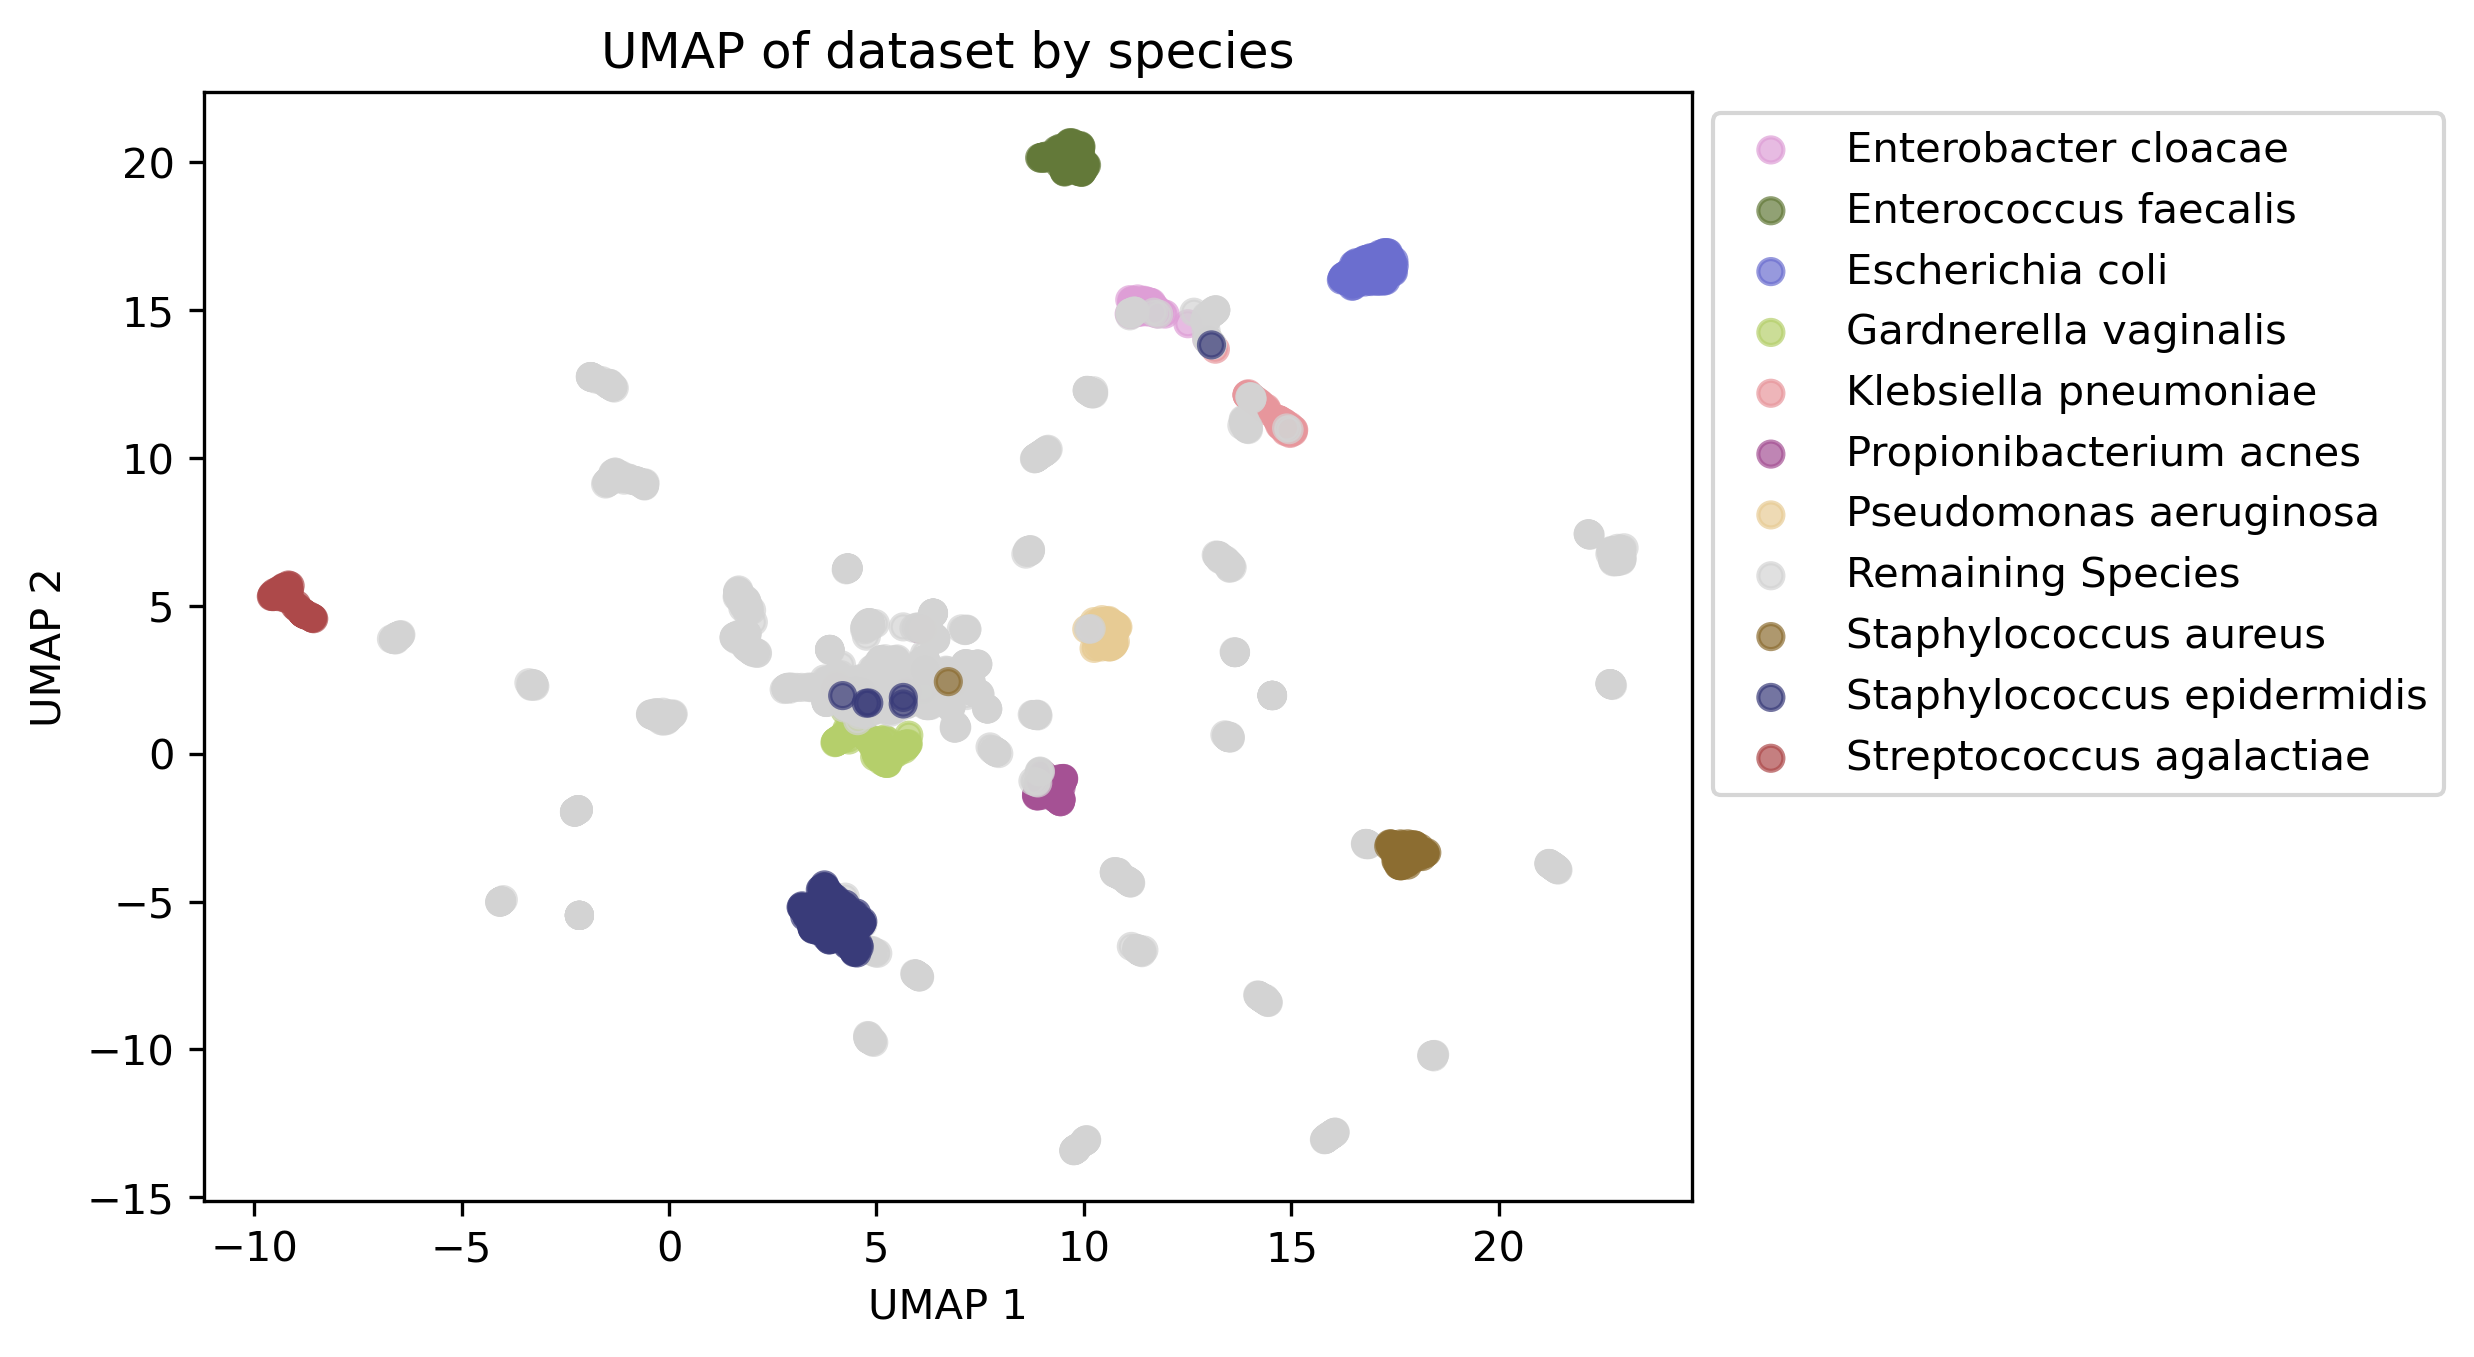 UMAP of dataset by species
UMAP 2
20
15
10
5
0
−5
−10
−15
−10
−5
0
5
10
15
20
UMAP 1
Enterobacter cloacae
Enterococcus faecalis
Escherichia coli
Gardnerella vaginalis
Klebsiella pneumoniae
Propionibacterium acnes
Pseudomonas aeruginosa
Remaining Species
Staphylococcus aureus
Staphylococcus epidermidis
Streptococcus agalactiae